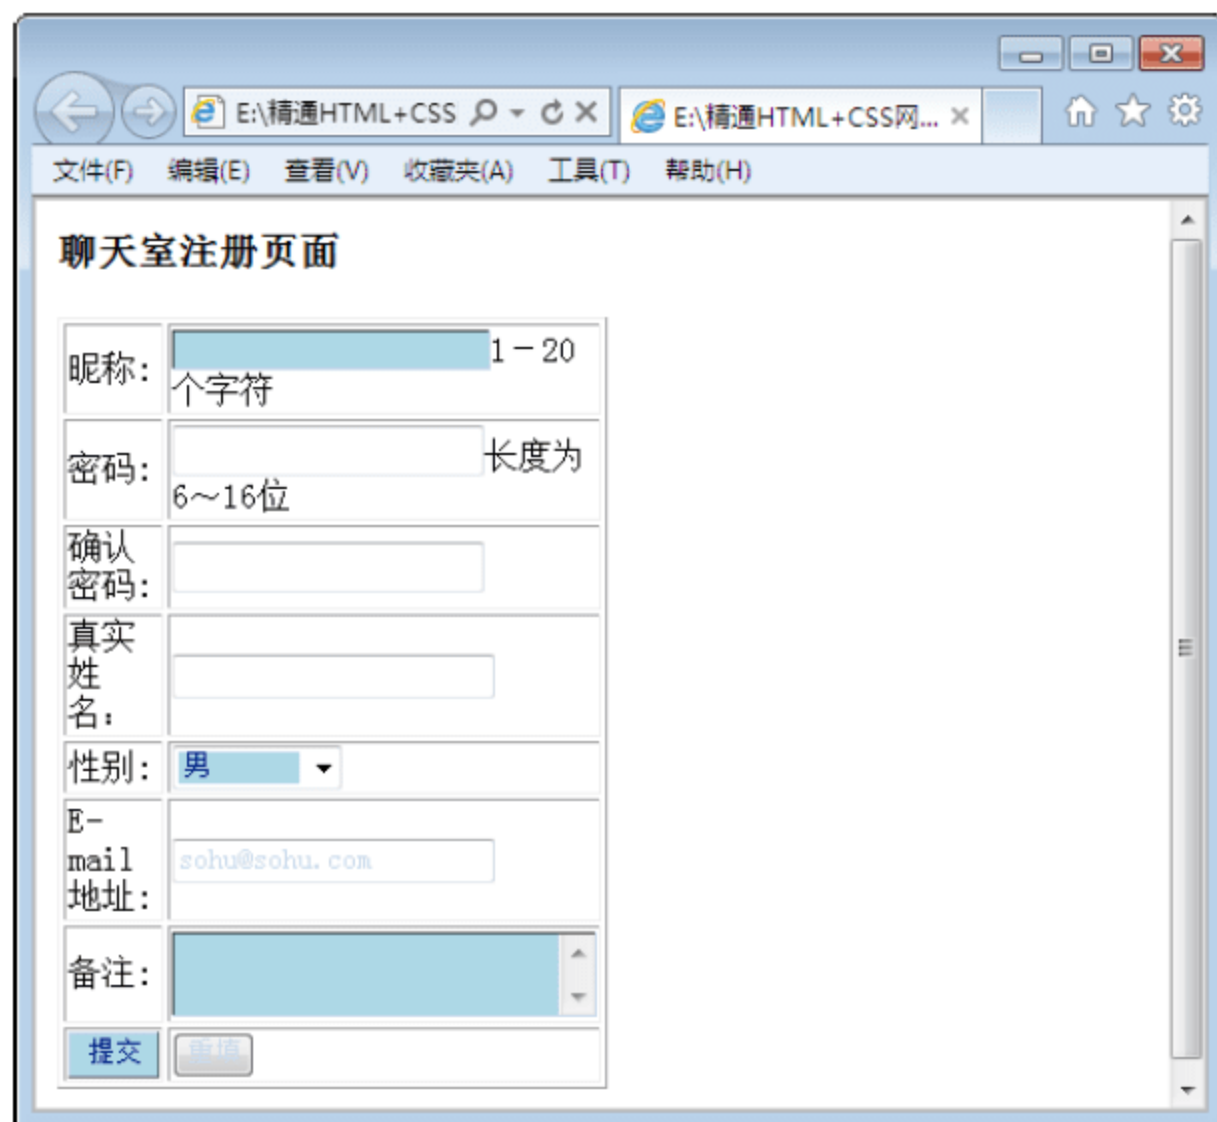 E:\精通HTML+CSS
E:\精通HTML+CSS网...
文件(F) 编辑(E) 查看(V) 收藏夹(A) 工具(T) 帮助(H)
聊天室注册页面
昵称:
1－20
个字符
密码:
长度为
6～16位
确认
密码:
真实
姓
名:
性别:
男
E-
mail
地址:
sohu@sohu.com
备注:
提交
重填